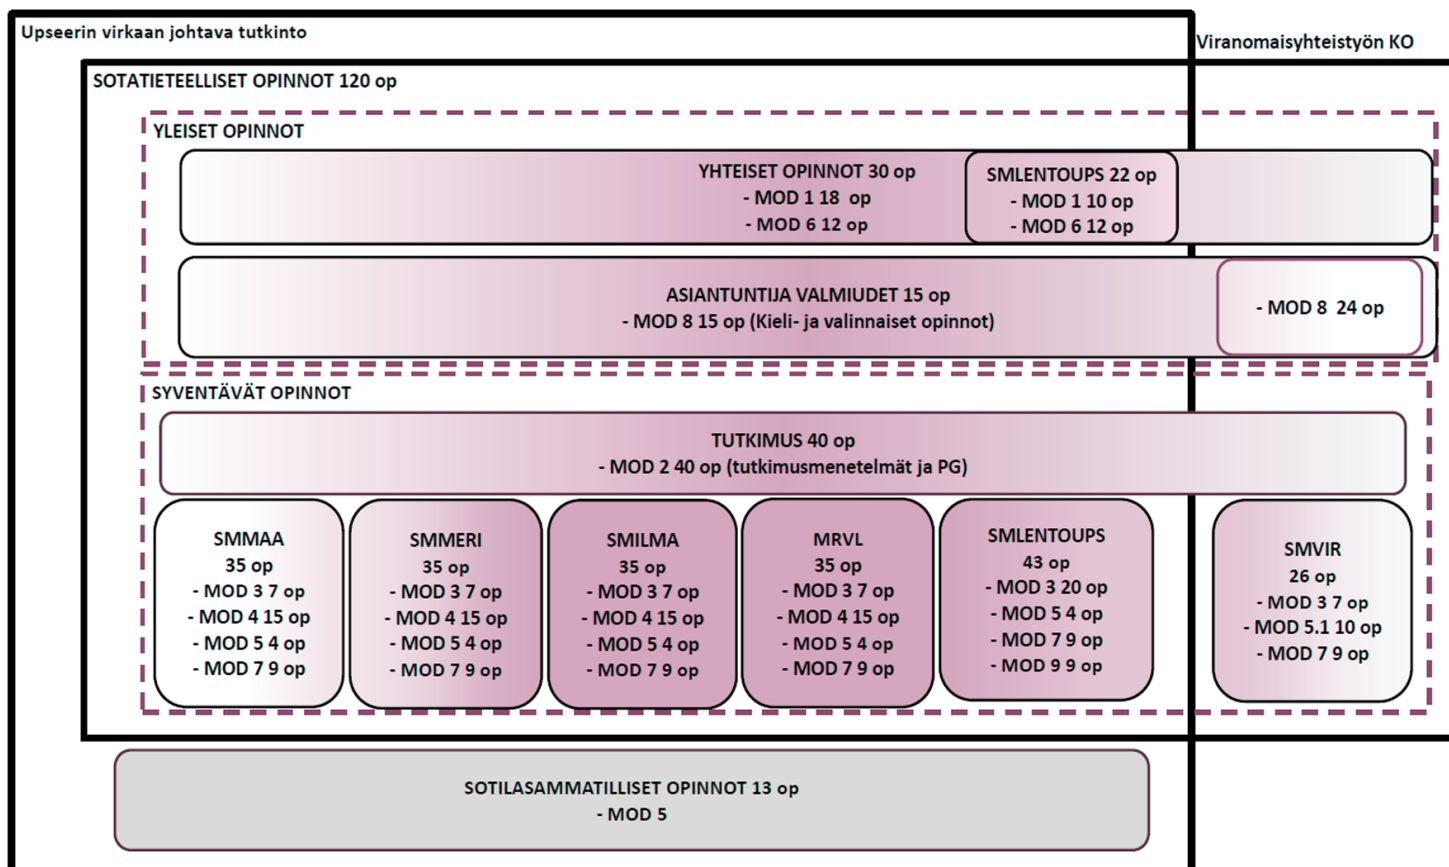 Upseerin virkaan johtava tutkinto
Viranomaisyhteistyön KO
SOTATIETEELLISET OPINNOT 120 op
YLEISET OPINNOT
YHTEISET OPINNOT 30 op
- MOD 1 18 op
- MOD 6 12 op
SMLENTOUPS 22 op
- MOD 1 10 op
- MOD 6 12 op
ASIANTUNTIJA VALMIUDET 15 op
- MOD 8 15 op (Kieli- ja valinnaiset opinnot)
- MOD 8 24 op
SYVENTÄVÄT OPINNOT
TUTKIMUS 40 op
- MOD 2 40 op (tutkimusmenetelmät ja PG)
SMMAA
35 op
- MOD 3 7 op
- MOD 4 15 op
- MOD 5 4 op
- MOD 7 9 op
SMMERI
35 op
- MOD 3 7 op
- MOD 4 15 op
- MOD 5 4 op
- MOD 7 9 op
SMILMA
35 op
- MOD 3 7 op
- MOD 4 15 op
- MOD 5 4 op
- MOD 7 9 op
MRVL
35 op
- MOD 3 7 op
- MOD 4 15 op
- MOD 5 4 op
- MOD 7 9 op
SMLENTOUPS
43 op
- MOD 3 20 op
- MOD 5 4 op
- MOD 7 9 op
- MOD 9 9 op
SMVIR
26 op
- MOD 3 7 op
- MOD 5.1 10 op
- MOD 7 9 op
SOTILASAMMATILLISET OPINNOT 13 op
- MOD 5